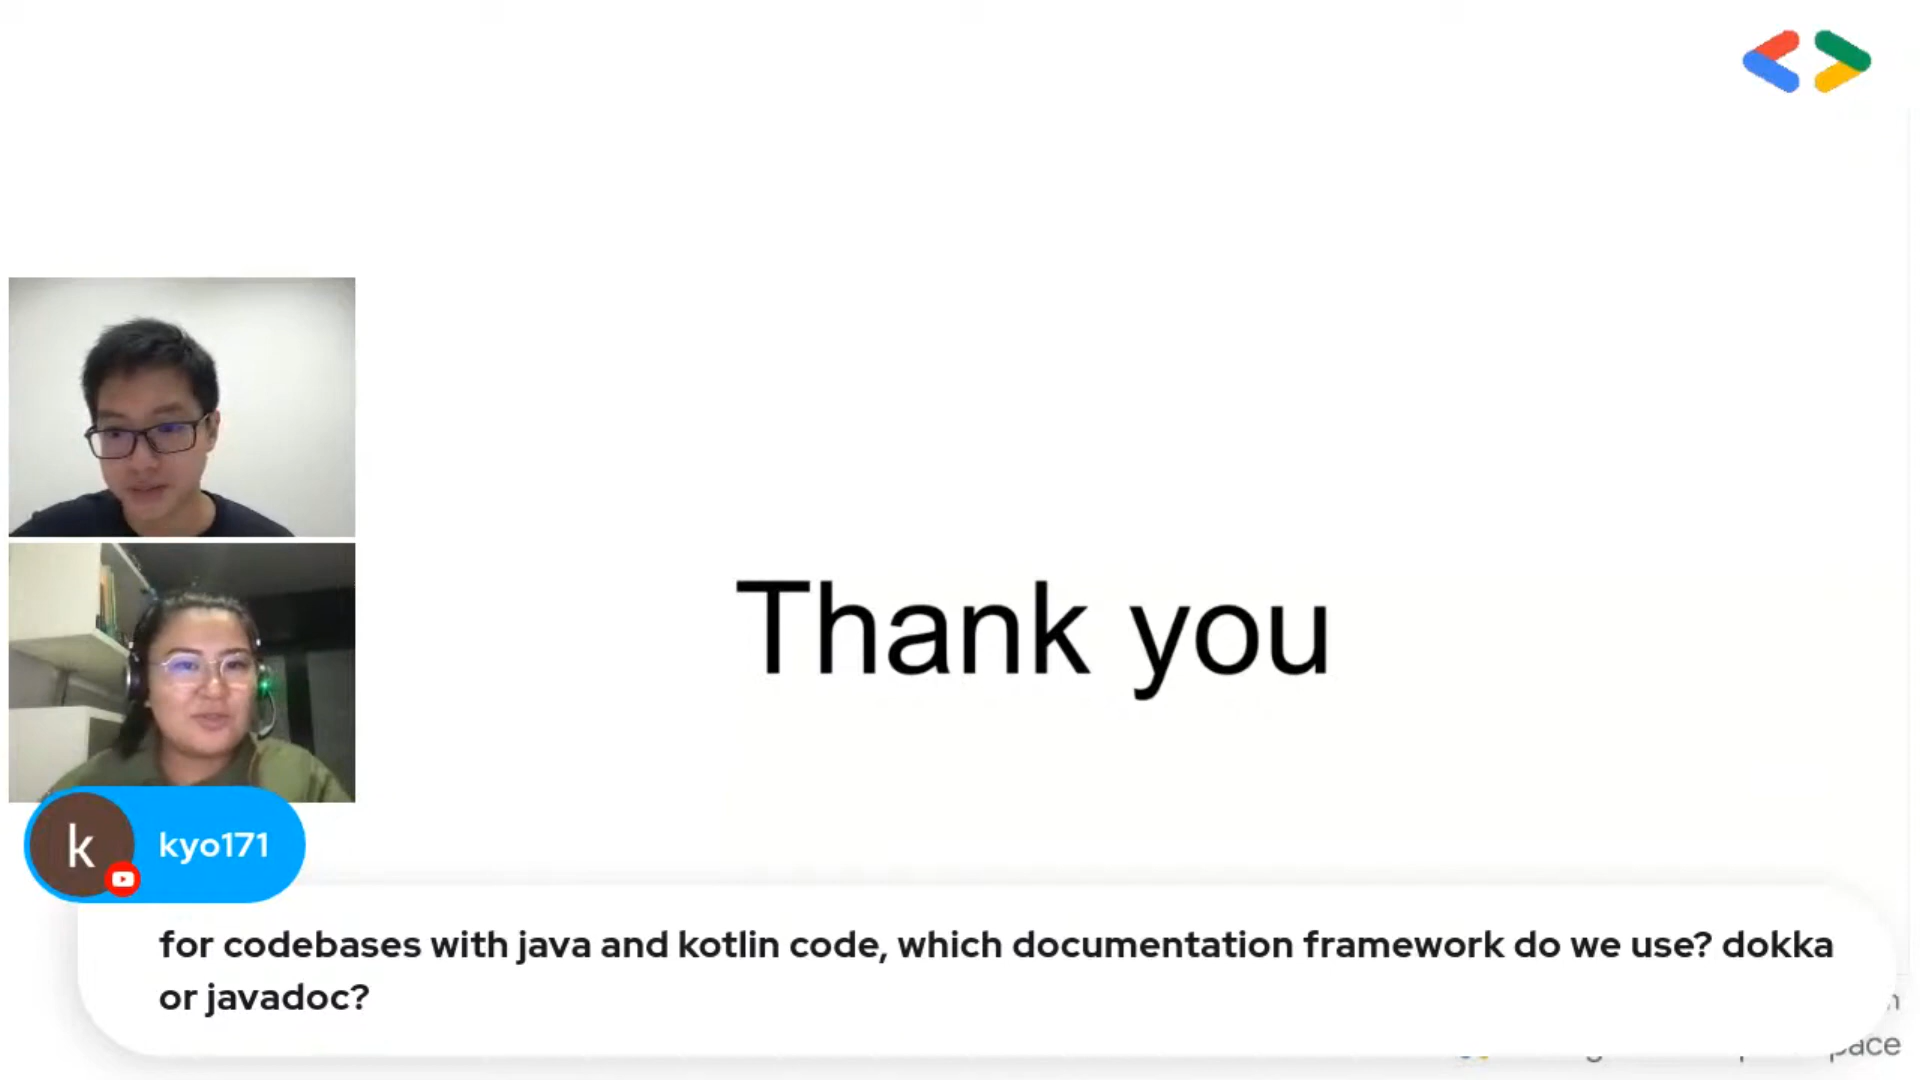 Thank you
k
kyo171
for codebases with java and kotlin code, which documentation framework do we use? dokka
or javadoc?